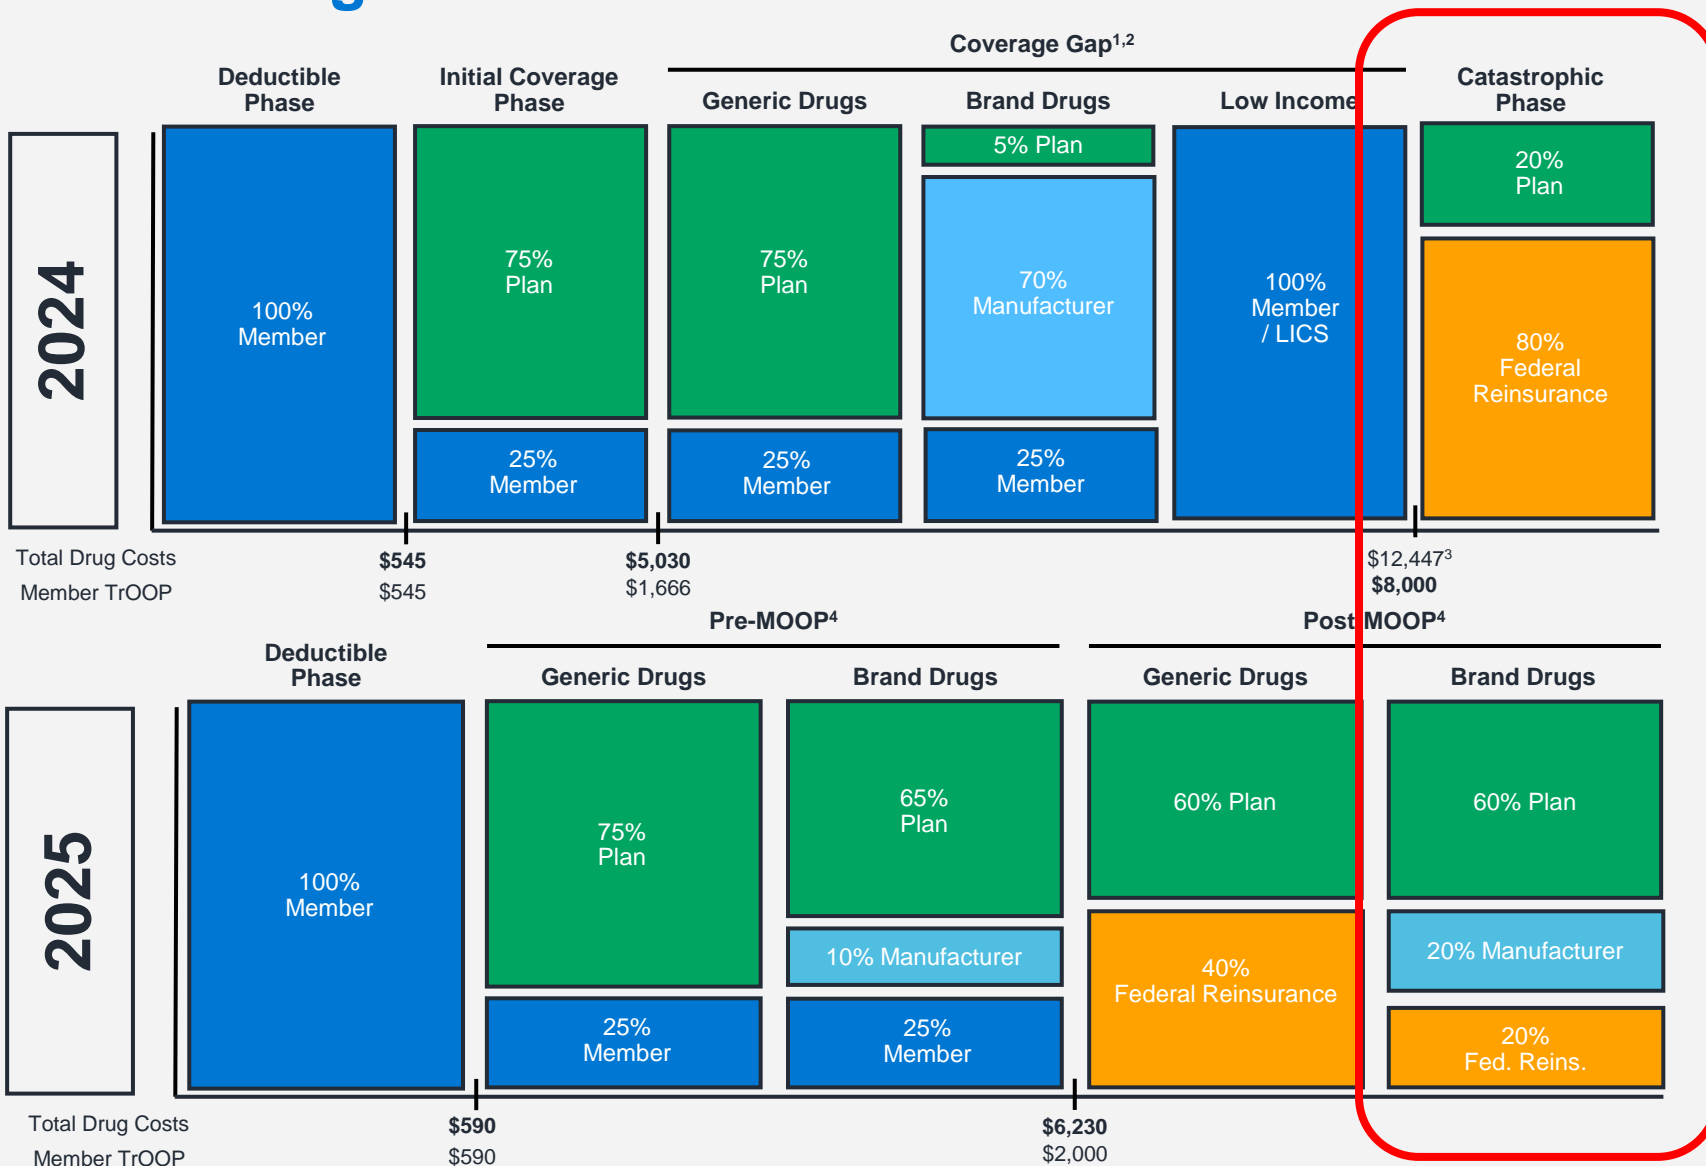 Coverage Gap1,2
Deductible
Phase
Initial Coverage
Phase
Generic Drugs
Brand Drugs
Low Income
Catastrophic
Phase
2024
100%
Member
75%
Plan
25%
Member
75%
Plan
25%
Member
5% Plan
70%
Manufacturer
25%
Member
100%
Member
/ LICS
20%
Plan
80%
Federal
Reinsurance
Total Drug Costs
$545
$5,030
$12,4473
Member TrOOP
$545
$1,666
$8,000
Pre-MOOP4
Post-MOOP4
Deductible
Phase
Generic Drugs
Brand Drugs
Generic Drugs
Brand Drugs
2025
100%
Member
75%
Plan
25%
Member
65%
Plan
10% Manufacturer
25%
Member
60% Plan
40%
Federal Reinsurance
60% Plan
20% Manufacturer
20%
Fed. Reins.
Total Drug Costs
$590
$6,230
Member TrOOP
$590
$2,000